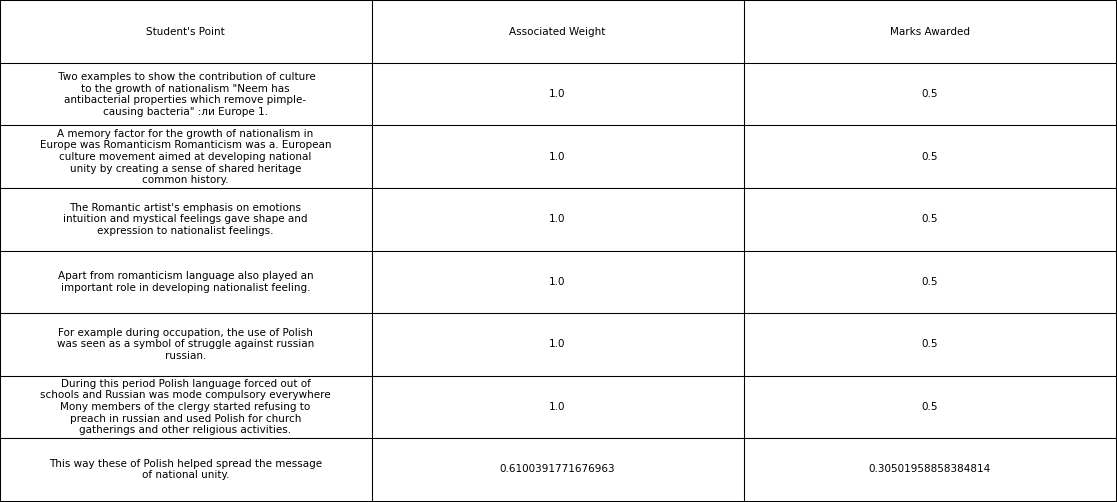 Student's Point
Associated Weight
Marks Awarded
Two examples to show the contribution of culture
to the growth of nationalism "Neem has
antibacterial properties which remove pimple-
causing bacteria" :ли Europe 1.
1.0
0.5
A memory factor for the growth of nationalism in
Europe was Romanticism Romanticism was a. European
culture movement aimed at developing national
unity by creating a sense of shared heritage
common history.
1.0
0.5
The Romantic artist's emphasis on emotions
intuition and mystical feelings gave shape and
expression to nationalist feelings.
1.0
0.5
Apart from romanticism language also played an
important role in developing nationalist feeling.
1.0
0.5
For example during occupation, the use of Polish
was seen as a symbol of struggle against russian
russian.
1.0
0.5
During this period Polish language forced out of
schools and Russian was mode compulsory everywhere
Mony members of the clergy started refusing to
preach in russian and used Polish for church
gatherings and other religious activities.
1.0
0.5
This way these of Polish helped spread the message
of national unity.
0.6100391771676963
0.30501958858384814